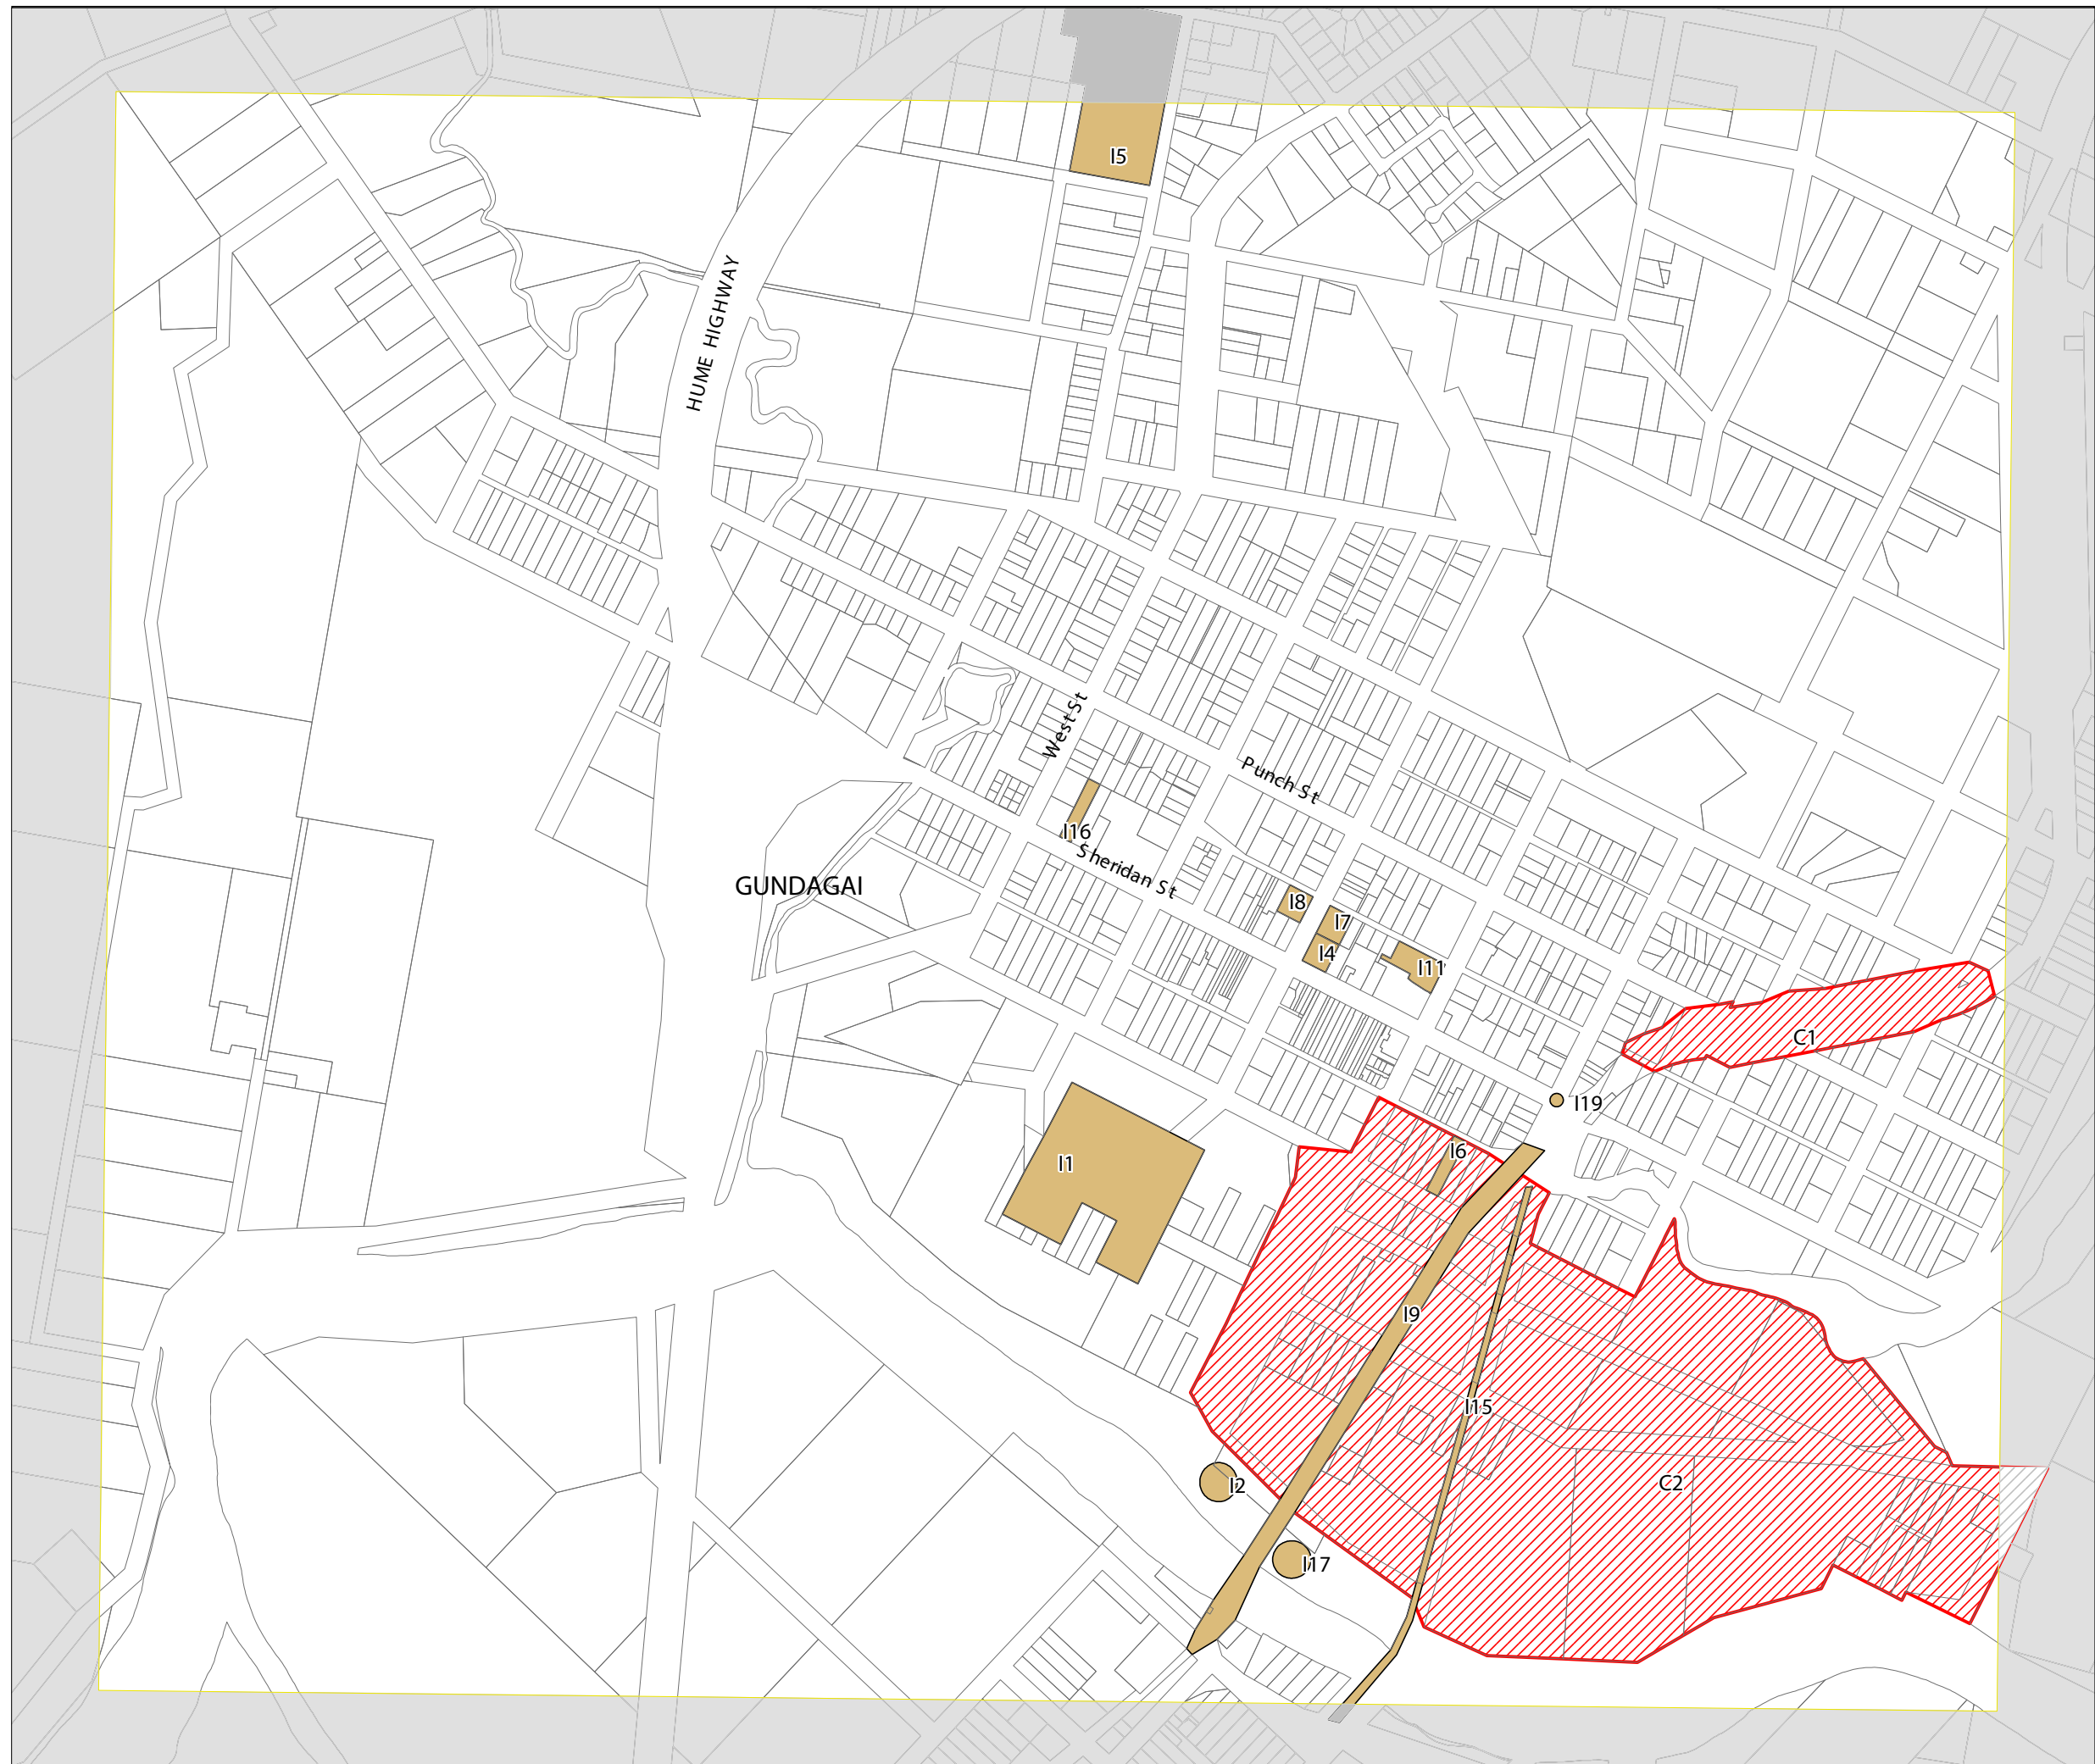 I5
HUME HIGHWAY
West St
Punch St
I16
Sheridan St
GUNDAGAI
I8
I7
I4
I11
C1
I19
I6
I1
I9
I15
C2
I2
I17